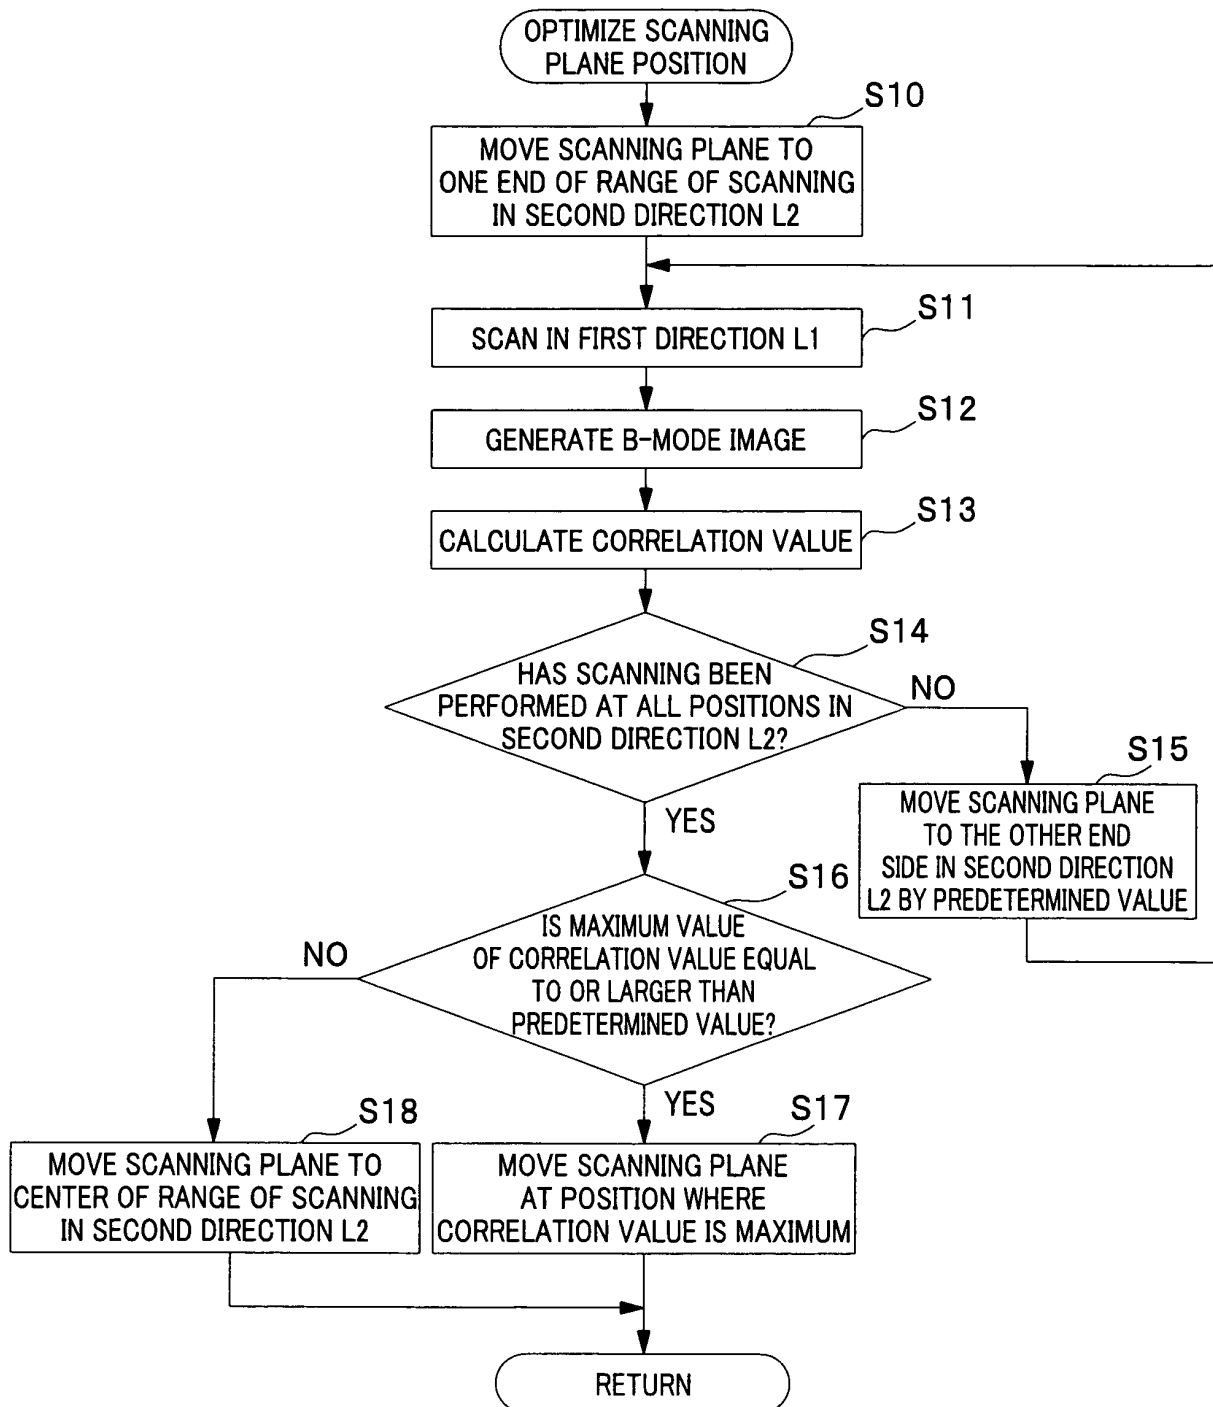 OPTIMIZE SCANNING
PLANE POSITION
S10
MOVE SCANNING PLANE TO
ONE END OF RANGE OF SCANNING
IN SECOND DIRECTION L2
S11
SCAN IN FIRST DIRECTION L1
S12
GENERATE B-MODE IMAGE
S13
CALCULATE CORRELATION VALUE
S14
HAS SCANNING BEEN
PERFORMED AT ALL POSITIONS IN
SECOND DIRECTION L2?
NO
YES
S15
MOVE SCANNING PLANE
TO THE OTHER END
SIDE IN SECOND DIRECTION
L2 BY PREDETERMINED VALUE
S16
IS MAXIMUM VALUE
OF CORRELATION VALUE EQUAL
TO OR LARGER THAN
PREDETERMINED VALUE?
NO
YES
S18
MOVE SCANNING PLANE TO
CENTER OF RANGE OF SCANNING
IN SECOND DIRECTION L2
S17
MOVE SCANNING PLANE
AT POSITION WHERE
CORRELATION VALUE IS MAXIMUM
RETURN